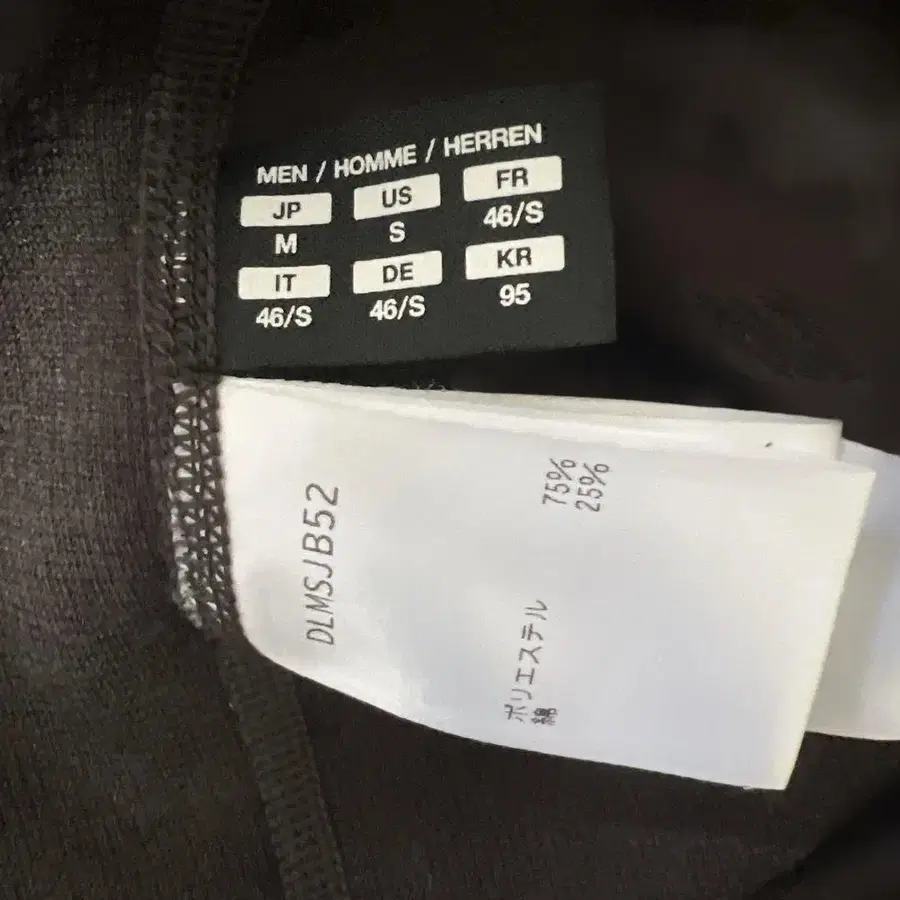 MEN / HOMME / HERREN
JP US FR
M S 46/S
IT DE KR
46/S 46/S 95
DLMSJB52
ポリエステル 75%
綿 25%